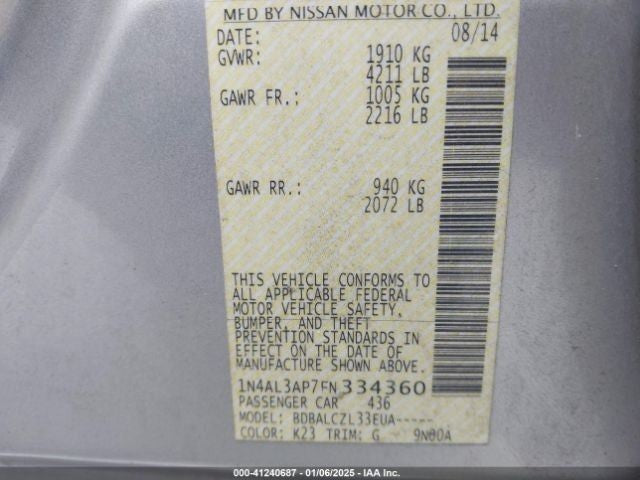 MFD BY NISSAN MOTOR CO., LTD.
DATE: 08/14
GVWR: 1910 KG
4211 LB
GAWR FR.: 1005 KG
2216 LB
GAWR RR.: 940 KG
2072 LB
THIS VEHICLE CONFORMS TO
ALL APPLICABLE FEDERAL
MOTOR VEHICLE SAFETY,
BUMPER, AND THEFT
PREVENTION STANDARDS IN
EFFECT ON THE DATE OF
MANUFACTURE SHOWN ABOVE.
1N4AL3AP7FN334360
PASSENGER CAR 436
MODEL: BDBALCZL33EUA-----
COLOR: K23 TRIM: G 9N00A
000-41240687 - 01/06/2025 - IAA Inc.